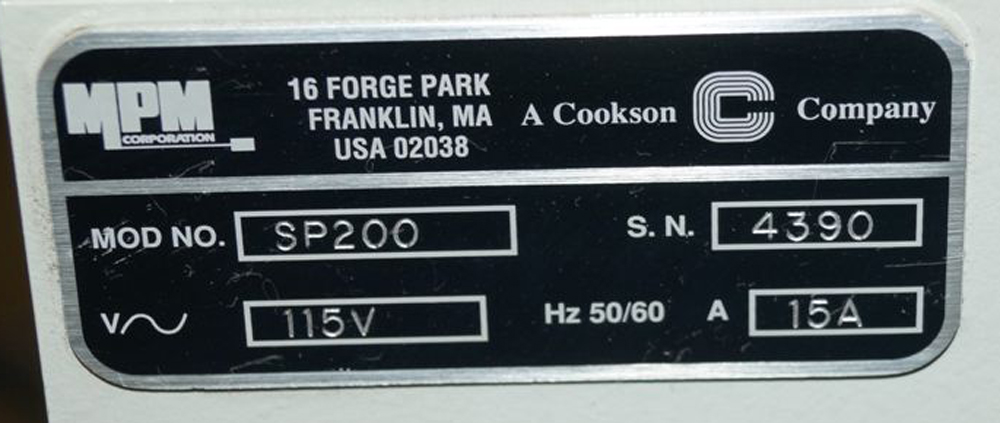 MPM
CORPORATION
16 FORGE PARK
FRANKLIN, MA
USA 02038
A Cookson C Company
MOD NO. SP200 S. N. 4390
V 115V Hz 50/60 A 15A